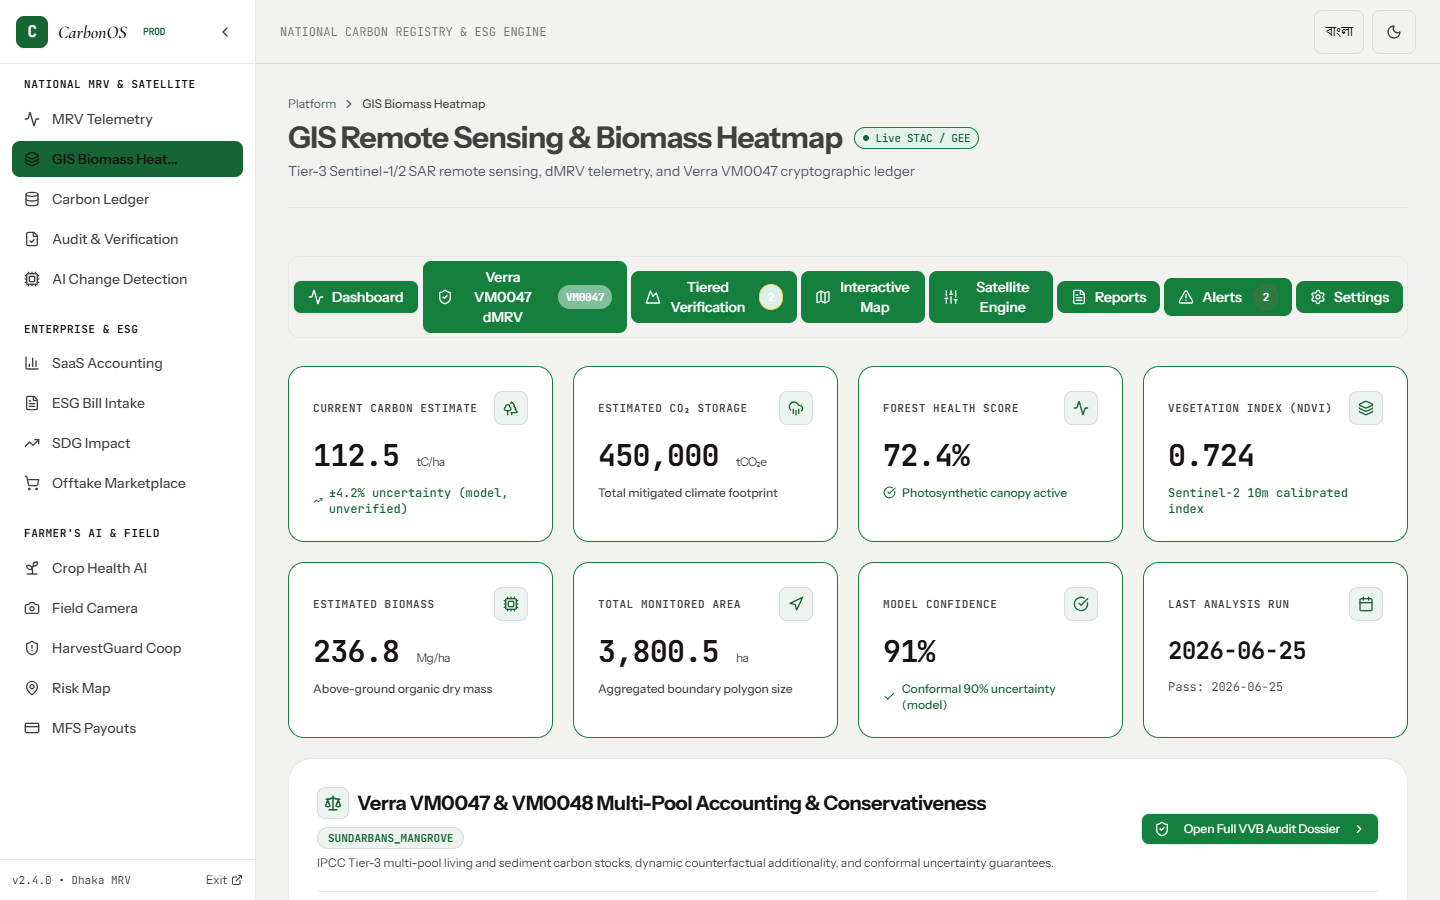 C CarbonOS PROD
NATIONAL MRV & SATELLITE
MRV Telemetry
GIS Biomass Heat...
Carbon Ledger
Audit & Verification
AI Change Detection
ENTERPRISE & ESG
SaaS Accounting
ESG Bill Intake
SDG Impact
Offtake Marketplace
FARMER'S AI & FIELD
Crop Health AI
Field Camera
HarvestGuard Coop
Risk Map
MFS Payouts
v2.4.0 • Dhaka MRV
Exit
NATIONAL CARBON REGISTRY & ESG ENGINE
বাংলা
Platform > GIS Biomass Heatmap
GIS Remote Sensing & Biomass Heatmap
Live STAC / GEE
Tier-3 Sentinel-1/2 SAR remote sensing, dMRV telemetry, and Verra VM0047 cryptographic ledger
Dashboard
Verra
VM0047
dMRV
VM0047
Tiered
Verification
2
Interactive
Map
Satellite
Engine
Reports
Alerts 2
Settings
CURRENT CARBON ESTIMATE
112.5 tC/ha
±4.2% uncertainty (model,
unverified)
ESTIMATED CO₂ STORAGE
450,000 tCO₂e
Total mitigated climate footprint
FOREST HEALTH SCORE
72.4%
Photosynthetic canopy active
VEGETATION INDEX (NDVI)
0.724
Sentinel-2 10m calibrated
index
ESTIMATED BIOMASS
236.8 Mg/ha
Above-ground organic dry mass
TOTAL MONITORED AREA
3,800.5 ha
Aggregated boundary polygon size
MODEL CONFIDENCE
91%
Conformal 90% uncertainty
(model)
LAST ANALYSIS RUN
2026-06-25
Pass: 2026-06-25
Verra VM0047 & VM0048 Multi-Pool Accounting & Conservativeness
SUNDARBANS_MANGROVE
IPCC Tier-3 multi-pool living and sediment carbon stocks, dynamic counterfactual additionality, and conformal uncertainty guarantees.
Open Full VVB Audit Dossier